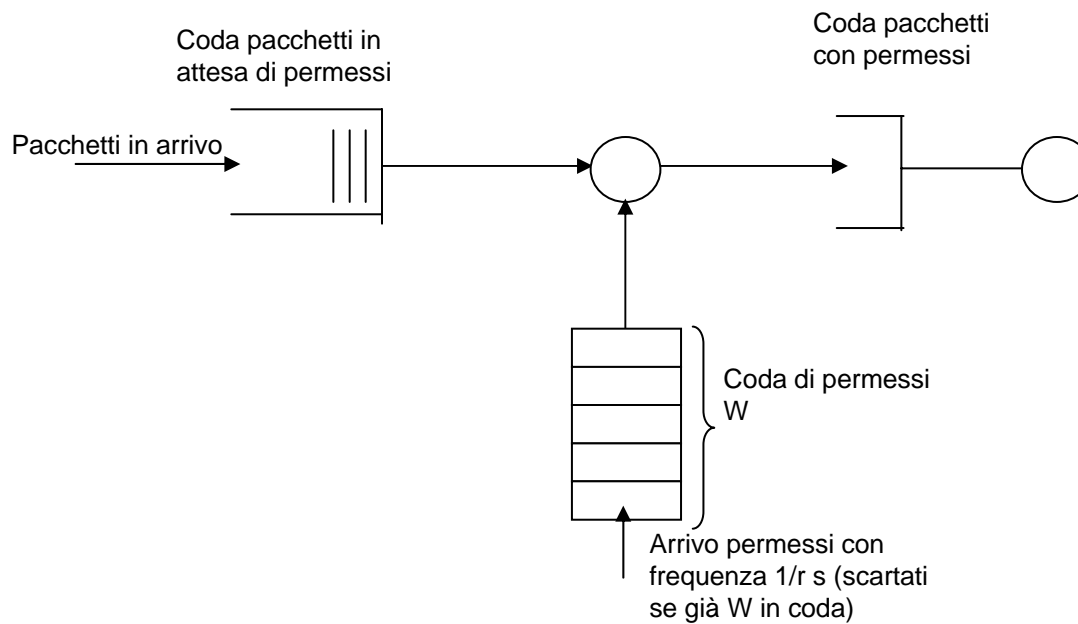 Coda pacchetti in
attesa di permessi
Coda pacchetti
con permessi
Pacchetti in arrivo
Coda di permessi
W
Arrivo permessi con
frequenza 1/r s (scartati
se già W in coda)